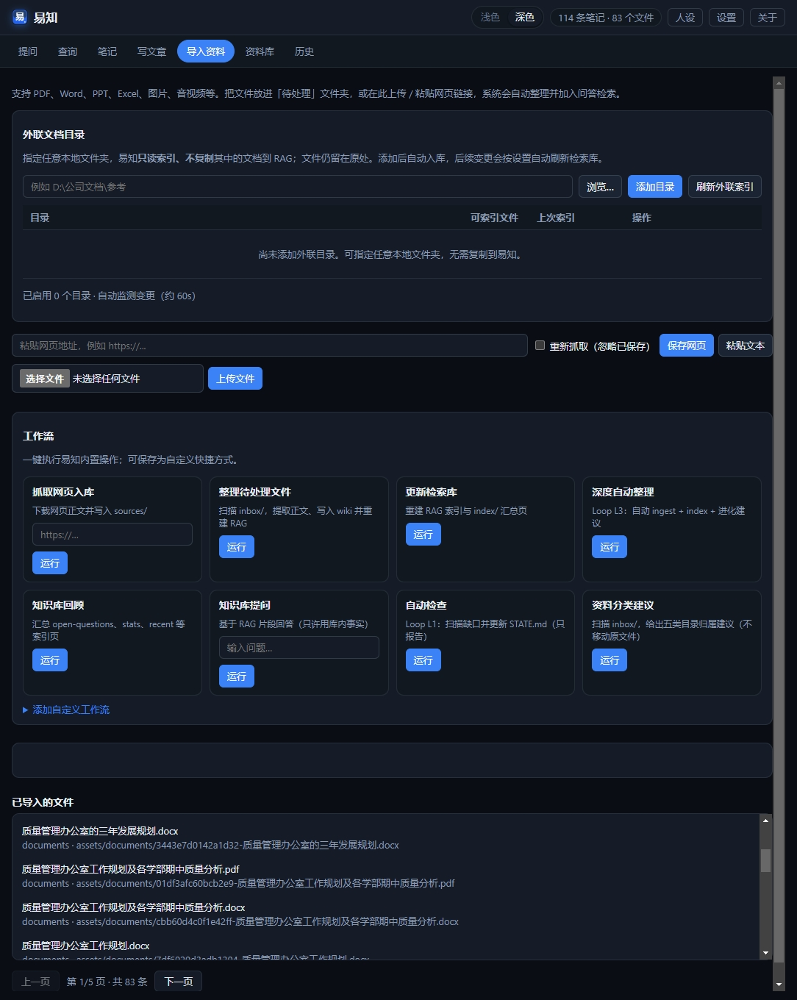 易 易知
浅色 深色 114 条笔记 · 83 个文件 人设 设置 关于
提问 查询 笔记 写文章 导入资料 资料库 历史
支持 PDF、Word、PPT、Excel、图片、音视频等。把文件放进「待处理」文件夹，或在此上传 / 粘贴网页链接，系统会自动整理并加入问答检索。
外联文档目录
指定任意本地文件夹，易知只读索引、不复制其中的文档到 RAG；文件仍留在原处。添加后自动入库，后续变更会按设置自动刷新检索库。
例如 D:\公司文档\参考 浏览... 添加目录 刷新外联索引
目录 可索引文件 上次索引 操作
尚未添加外联目录。可指定任意本地文件夹，无需复制到易知。
已启用 0 个目录 · 自动监测变更（约 60s）
粘贴网页地址，例如 https://... 重新抓取（忽略已保存） 保存网页 粘贴文本
选择文件 未选择任何文件 上传文件
工作流
一键执行易知内置操作；可保存为自定义快捷方式。
抓取网页入库
下载网页正文并写入 sources/
https://...
运行
整理待处理文件
扫描 inbox/，提取正文、写入 wiki 并重
建 RAG
运行
更新检索库
重建 RAG 索引与 index/ 汇总页
运行
深度自动整理
Loop L3：自动 ingest + index + 进化建
议
运行
知识库回顾
汇总 open-questions、stats、recent 等
索引页
运行
知识库提问
基于 RAG 片段回答（只许用库内事实）
输入问题...
运行
自动检查
Loop L1：扫描缺口并更新 STATE.md（只
报告）
运行
资料分类建议
扫描 inbox/，给出五类目录归属建议（不
移动原文件）
运行
添加自定义工作流
已导入的文件
质量管理办公室的三年发展规划.docx
documents · assets/documents/3443e7d0142a1d32-质量管理办公室的三年发展规划.docx
质量管理办公室工作规划及各学部期中质量分析.pdf
documents · assets/documents/01df3afc60bcb2e9-质量管理办公室工作规划及各学部期中质量分析.pdf
质量管理办公室工作规划及各学部期中质量分析.docx
documents · assets/documents/cbb60d4c0f1e42ff-质量管理办公室工作规划及各学部期中质量分析.docx
质量管理办公室工作规划.docx
documents · assets/documents/7df6020d3adb1304-质量管理办公室工作规划.docx
上一页 第 1/5 页 · 共 83 条 下一页